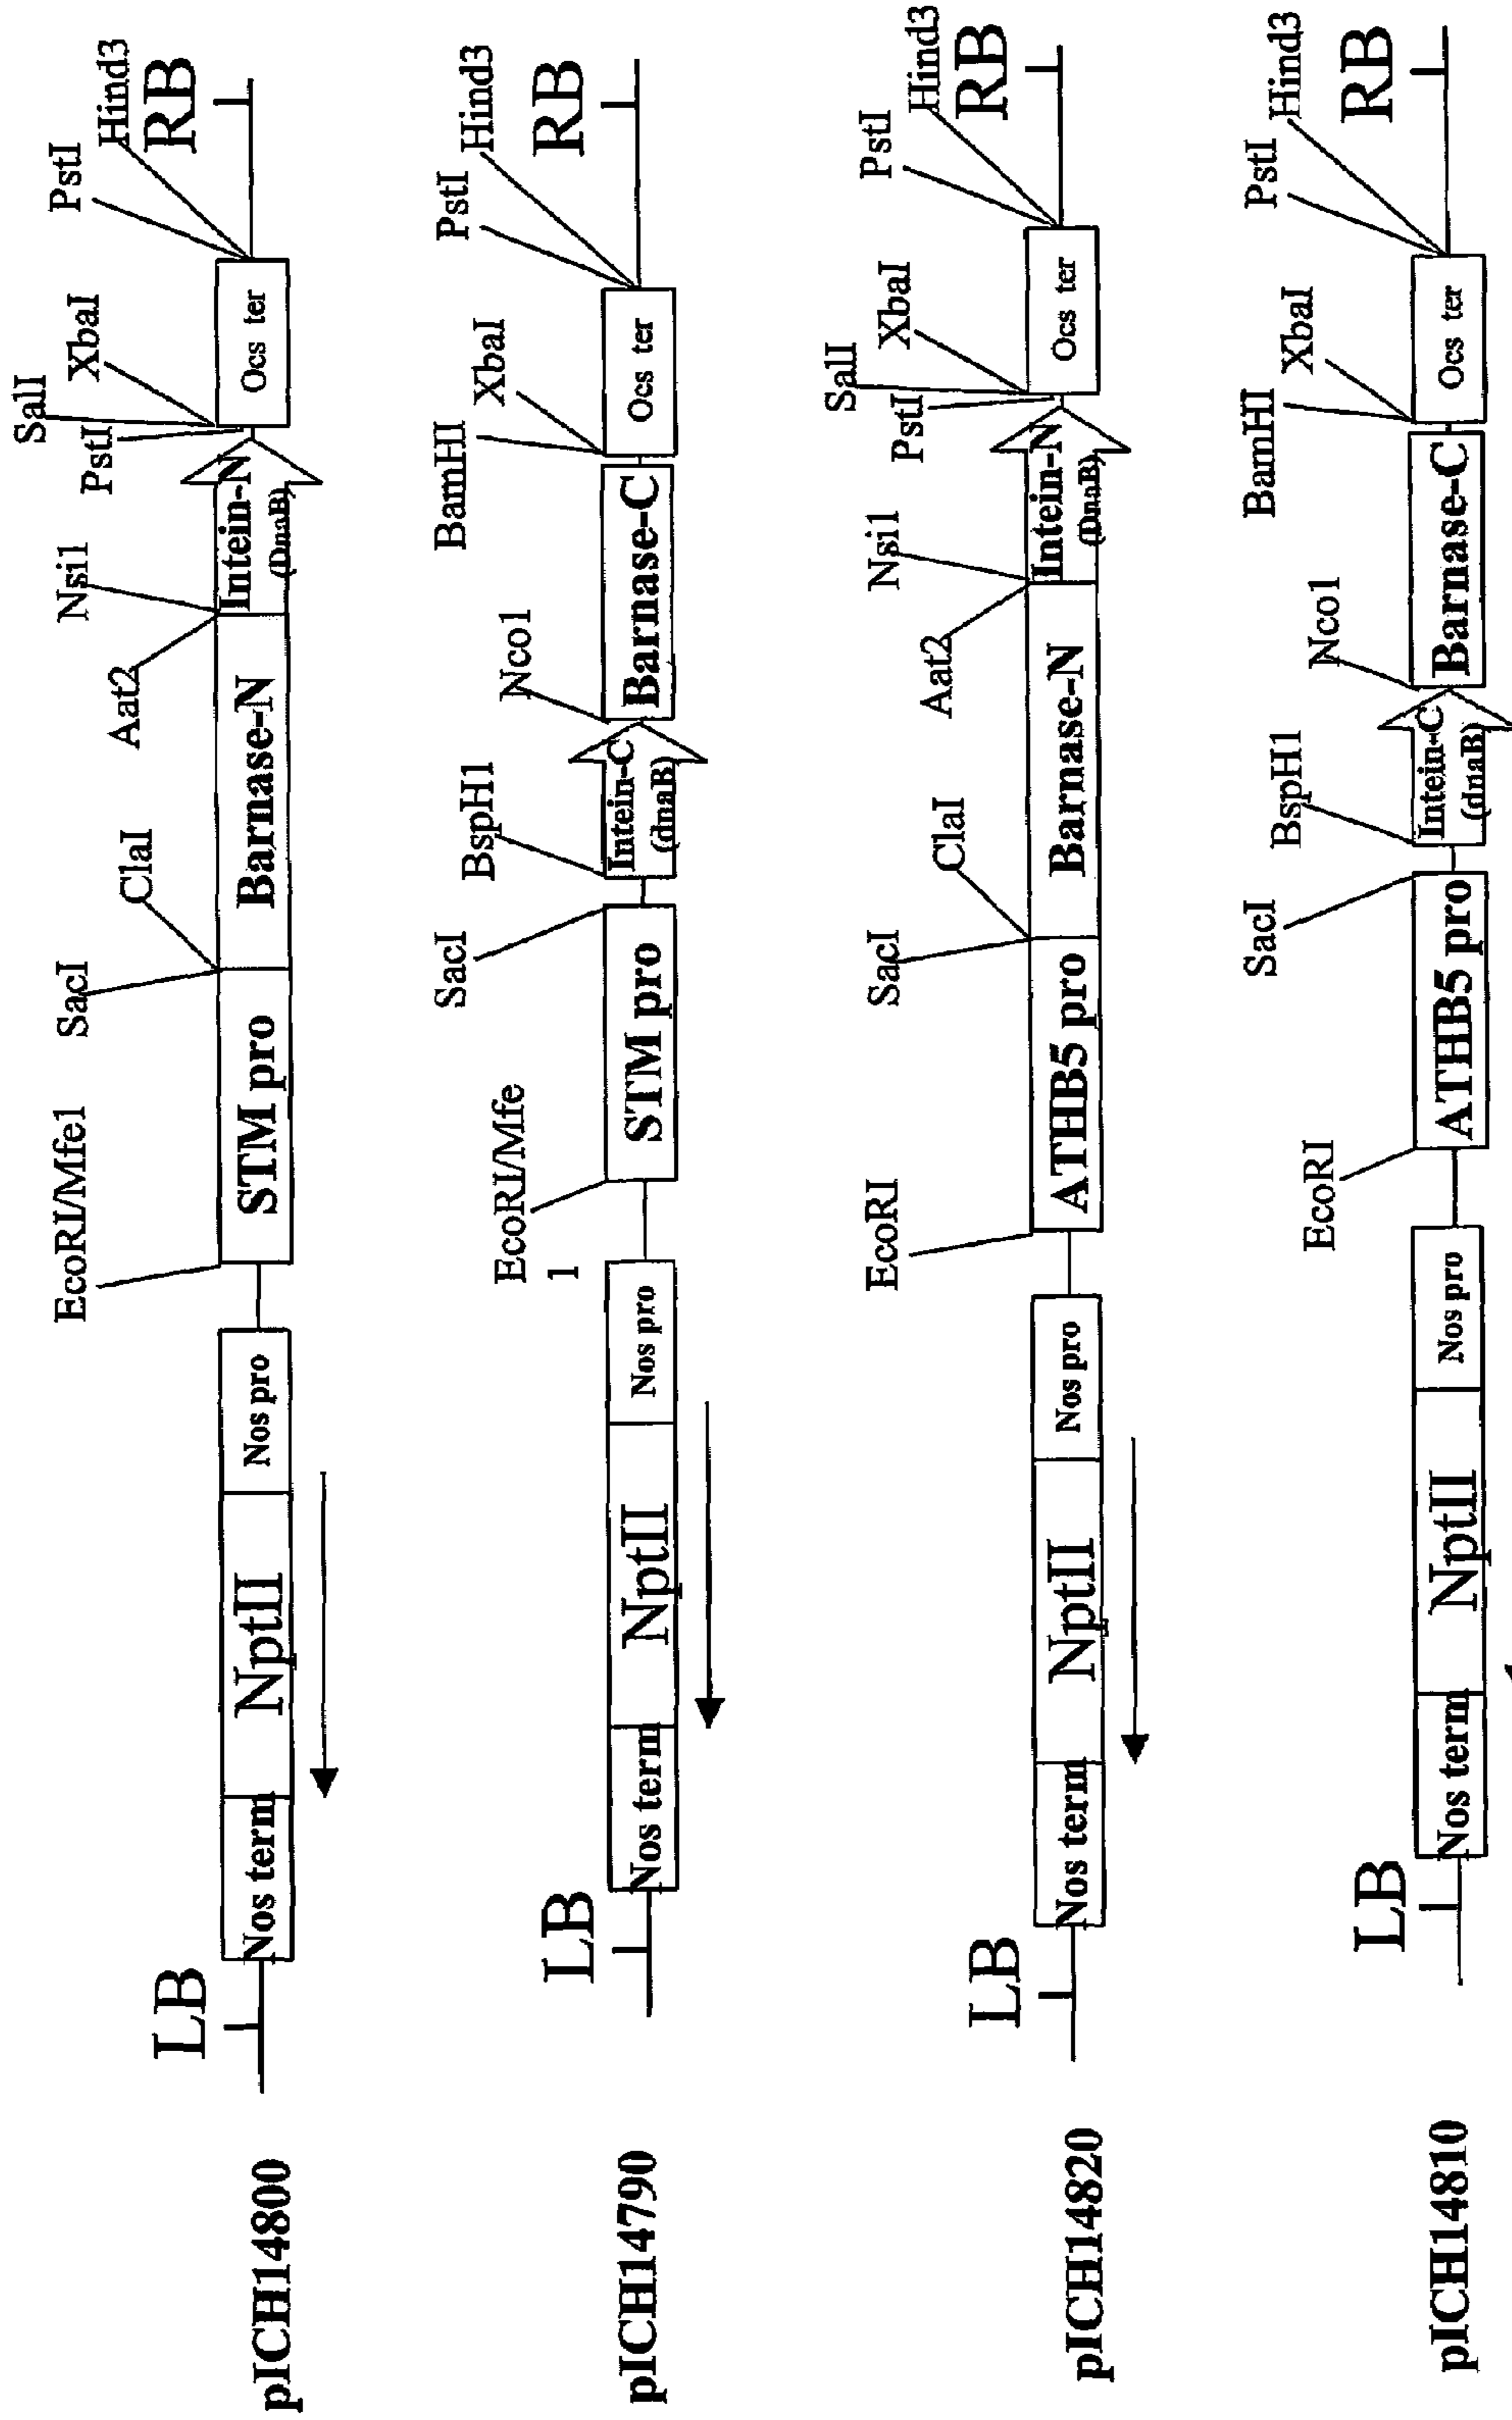 pICH14800
LB
Nos term
NptII
Nos pro
EcoRI/Mfe1
STM pro
SacI
ClaI
Barnase-N
Aat2
Nsi1
Intein-N
(DnaB)
PstI
SalI
XbaI
Ocs ter
PstI
Hind3
RB
pICH14790
LB
Nos term
NptII
Nos pro
EcoRI/Mfe
1
STM pro
SacI
BspH1
Intein-C
(dnaB)
Nco1
Barnase-C
BamHI
XbaI
Ocs ter
PstI
Hind3
RB
pICH14820
LB
Nos term
NptII
Nos pro
EcoRI
ATHB5 pro
SacI
ClaI
Barnase-N
Aat2
Nsi1
Intein-N
(DnaB)
PstI
SalI
XbaI
Ocs ter
PstI
Hind3
RB
pICH14810
LB
Nos term
NptII
Nos pro
EcoRI
ATHB5 pro
SacI
BspH1
Intein-C
(dnaB)
Nco1
Barnase-C
BamHI
XbaI
Ocs ter
PstI
Hind3
RB